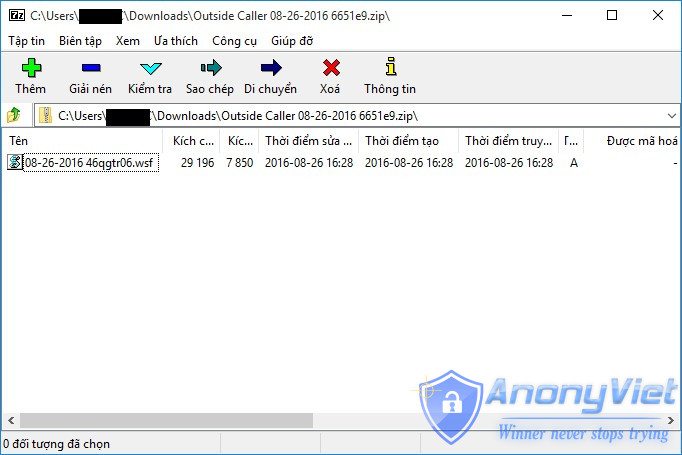 C:\Users\ C\Downloads\Outside Caller 08-26-2016 6651e9.zip\
Tập tin Biên tập Xem Ưa thích Công cụ Giúp đỡ
Thêm Giải nén Kiểm tra Sao chép Di chuyển Xoá Thông tin
C:\Users\ C\Downloads\Outside Caller 08-26-2016 6651e9.zip\
Tên Kích c... Kíc... Thời điểm sửa ... Thời điểm tạo Thời điểm truy... T... Được mã hoá
08-26-2016 46qgtr06.wsf 29 196 7 850 2016-08-26 16:28 2016-08-26 16:28 2016-08-26 16:28 A -
AnonyViet
Winner never stops trying
0 đối tượng đã chọn